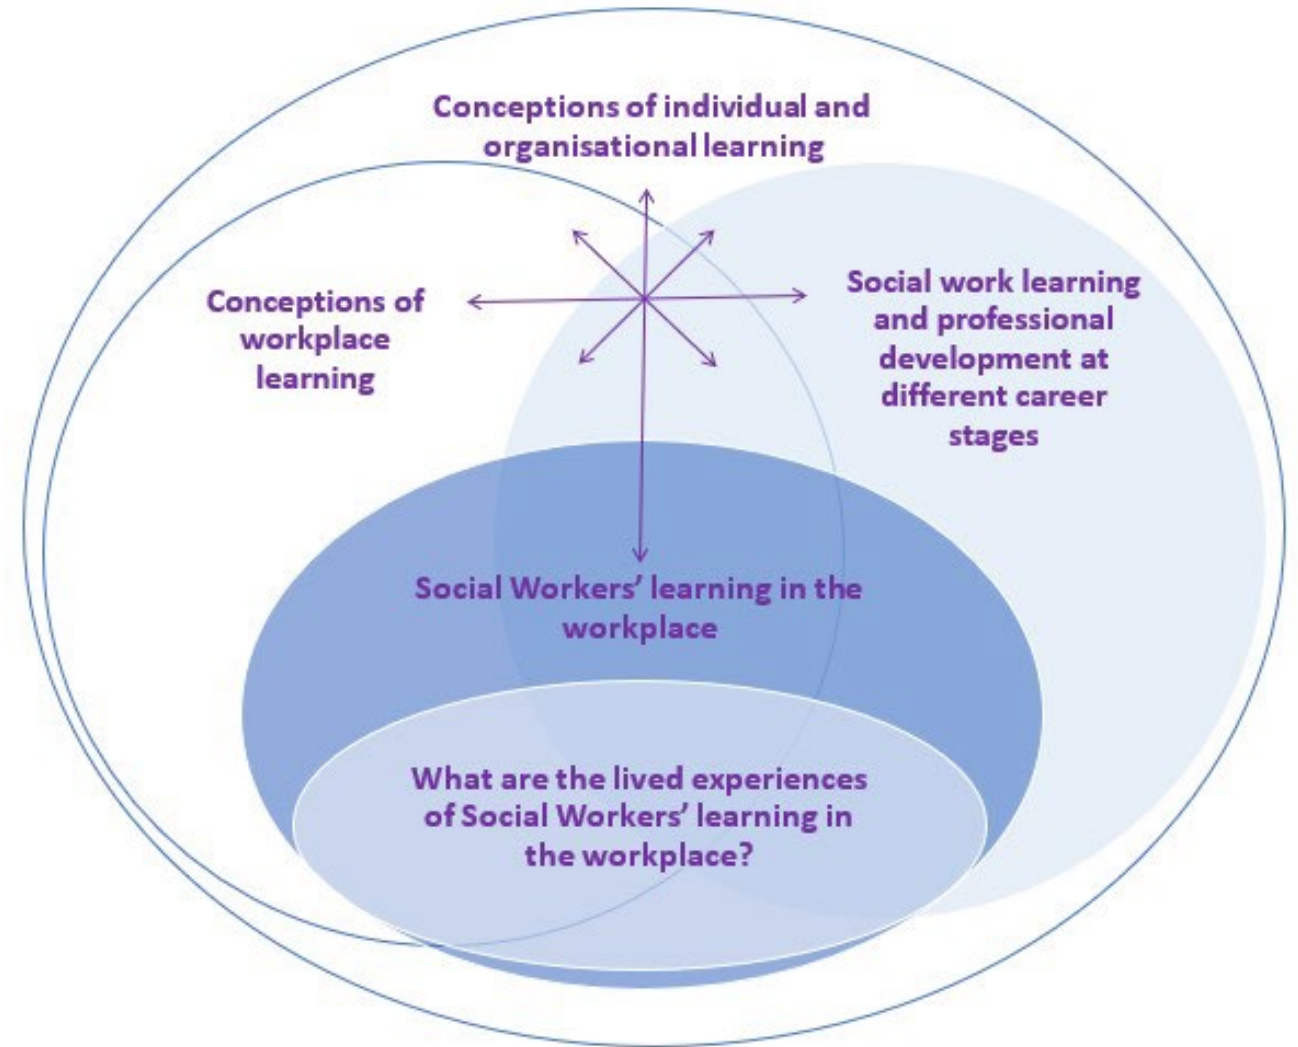 Conceptions of individual and
organisational learning
Conceptions of
workplace
learning
Social work learning
and professional
development at
different career
stages
Social Workers’ learning in the
workplace
What are the lived experiences
of Social Workers’ learning in
the workplace?